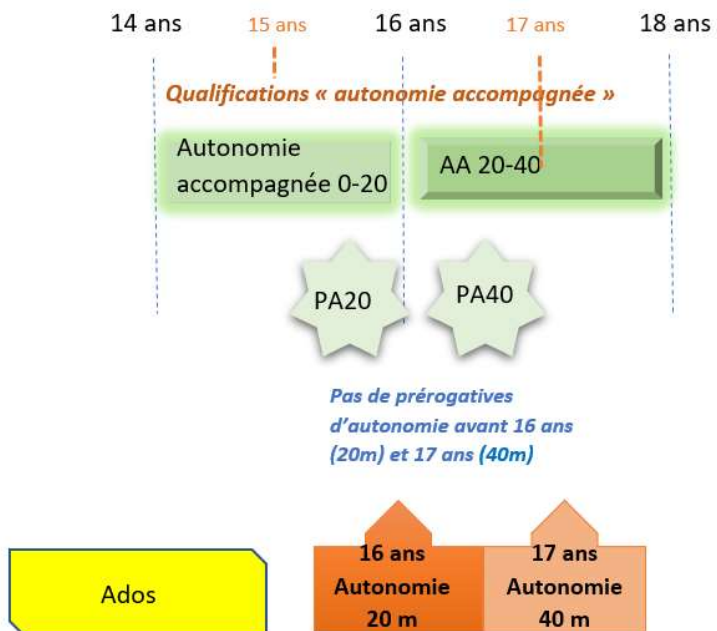 14 ans 15 ans 16 ans 17 ans 18 ans
Qualifications « autonomie accompagnée »
Autonomie
accompagnée 0-20
AA 20-40
PA20
PA40
Pas de prérogatives
d’autonomie avant 16 ans
(20m) et 17 ans (40m)
Ados
16 ans
Autonomie
20 m
17 ans
Autonomie
40 m